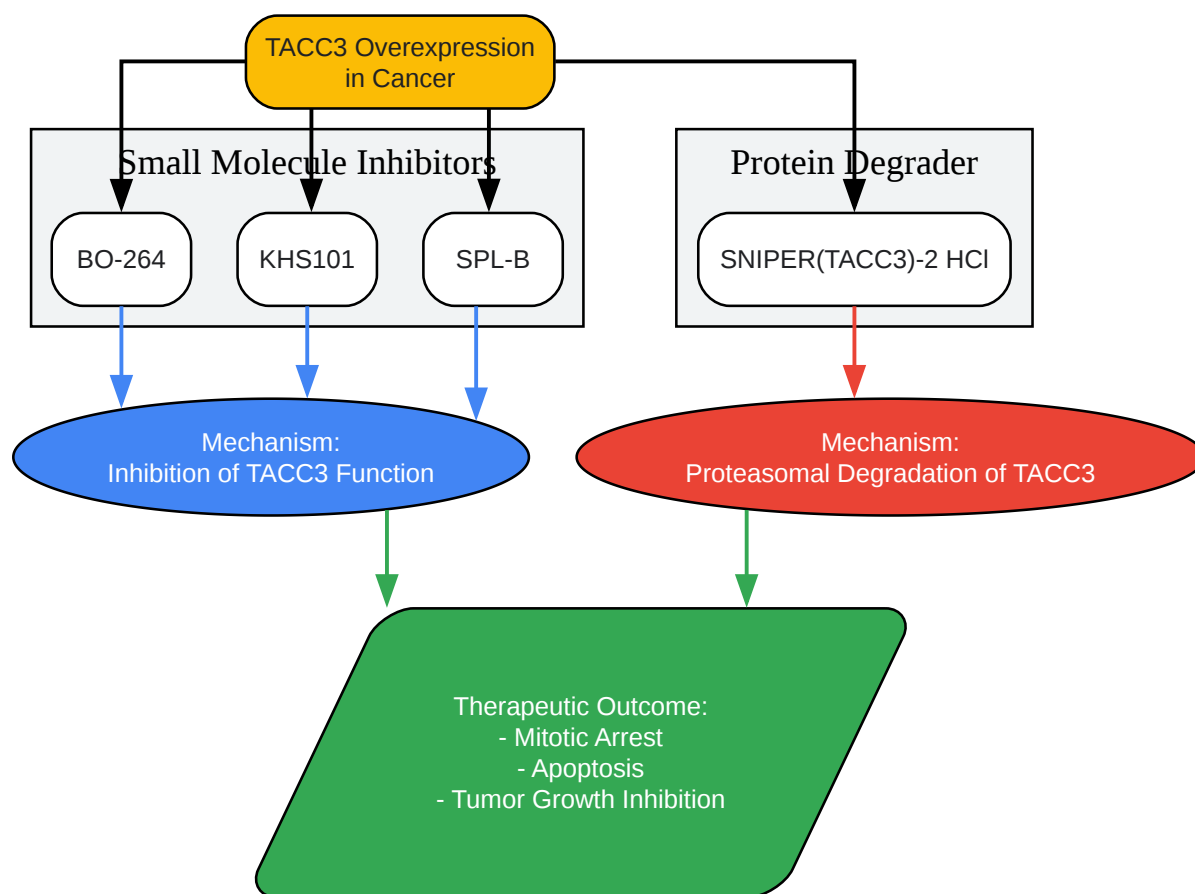 TACC3 Overexpression
in Cancer
Small Molecule Inhibitors
Protein Degrader
BO-264
KHS101
SPL-B
SNIPER(TACC3)-2 HCl
Mechanism:
Inhibition of TACC3 Function
Mechanism:
Proteasomal Degradation of TACC3
Therapeutic Outcome:
- Mitotic Arrest
- Apoptosis
- Tumor Growth Inhibition